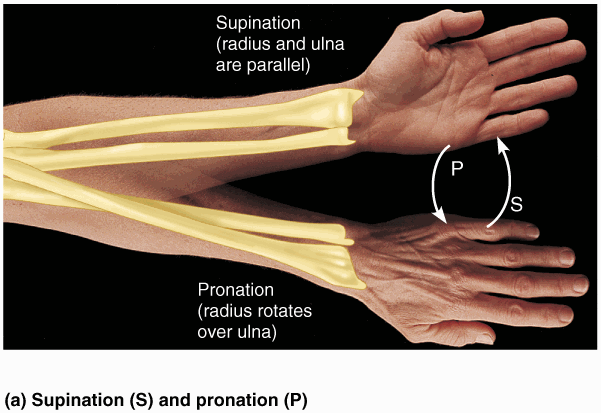 Supination
(radius and ulna
are parallel)
P
S
Pronation
(radius rotates
over ulna)
(a) Supination (S) and pronation (P)